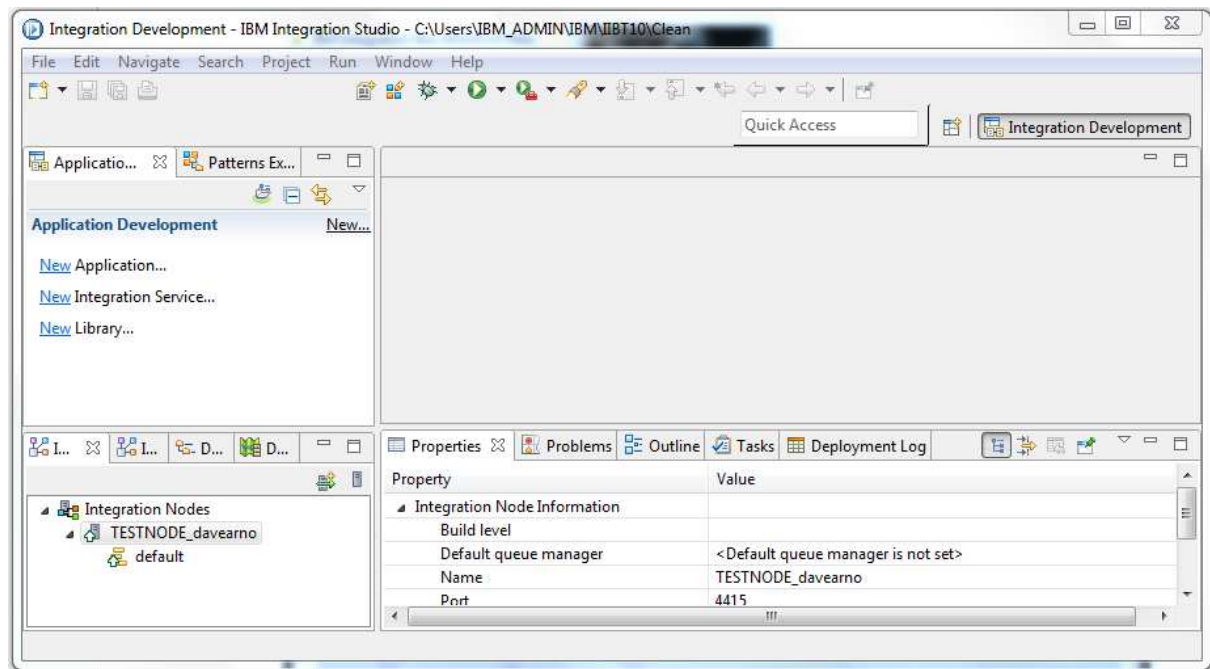 Integration Development - IBM Integration Studio - C:\Users\IBM_ADMIN\IBM\IIBT10\Clean
File Edit Navigate Search Project Run Window Help
Quick Access
Integration Development
Applicatio...
Patterns Ex...
Application Development
New...
New Application...
New Integration Service...
New Library...
I...
I...
D...
D...
Integration Nodes
TESTNODE_davearno
default
Properties
Problems
Outline
Tasks
Deployment Log
Property Value
Integration Node Information
Build level
Default queue manager <Default queue manager is not set>
Name TESTNODE_davearno
Port 4415